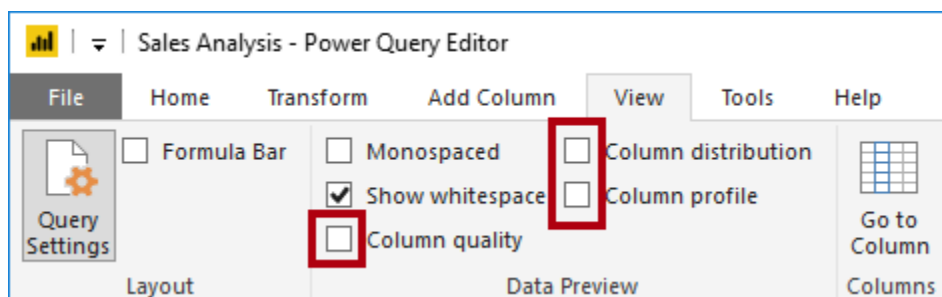 Sales Analysis - Power Query Editor
File Home Transform Add Column View Tools Help
Formula Bar Monospaced Column distribution
Show whitespace Column profile
Query Settings Column quality Go to Column
Layout Data Preview Columns